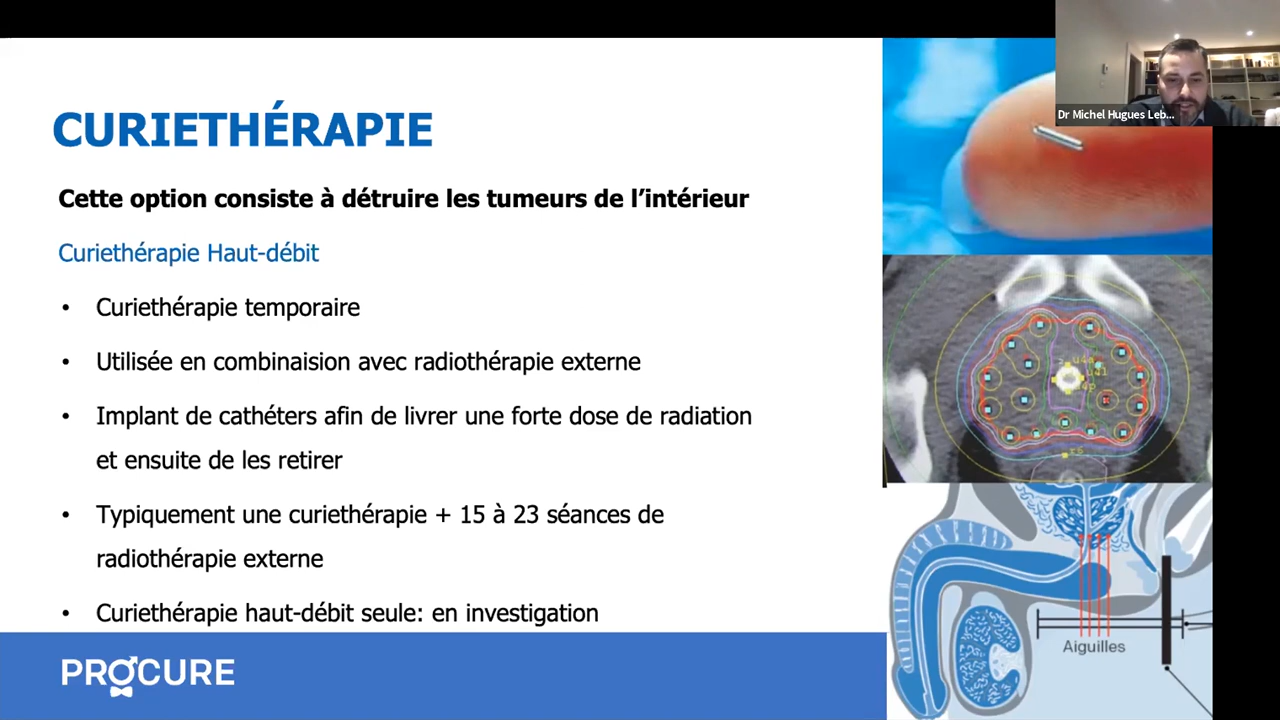 CURIETHÉRAPIE
Cette option consiste à détruire les tumeurs de l’intérieur
Curiethérapie Haut-débit
• Curiethérapie temporaire
• Utilisée en combinaision avec radiothérapie externe
• Implant de cathéters afin de livrer une forte dose de radiation
et ensuite de les retirer
• Typiquement une curiethérapie + 15 à 23 séances de
radiothérapie externe
• Curiethérapie haut-débit seule: en investigation
PROCURE
Dr Michel Hugues Leb...
Aiguilles